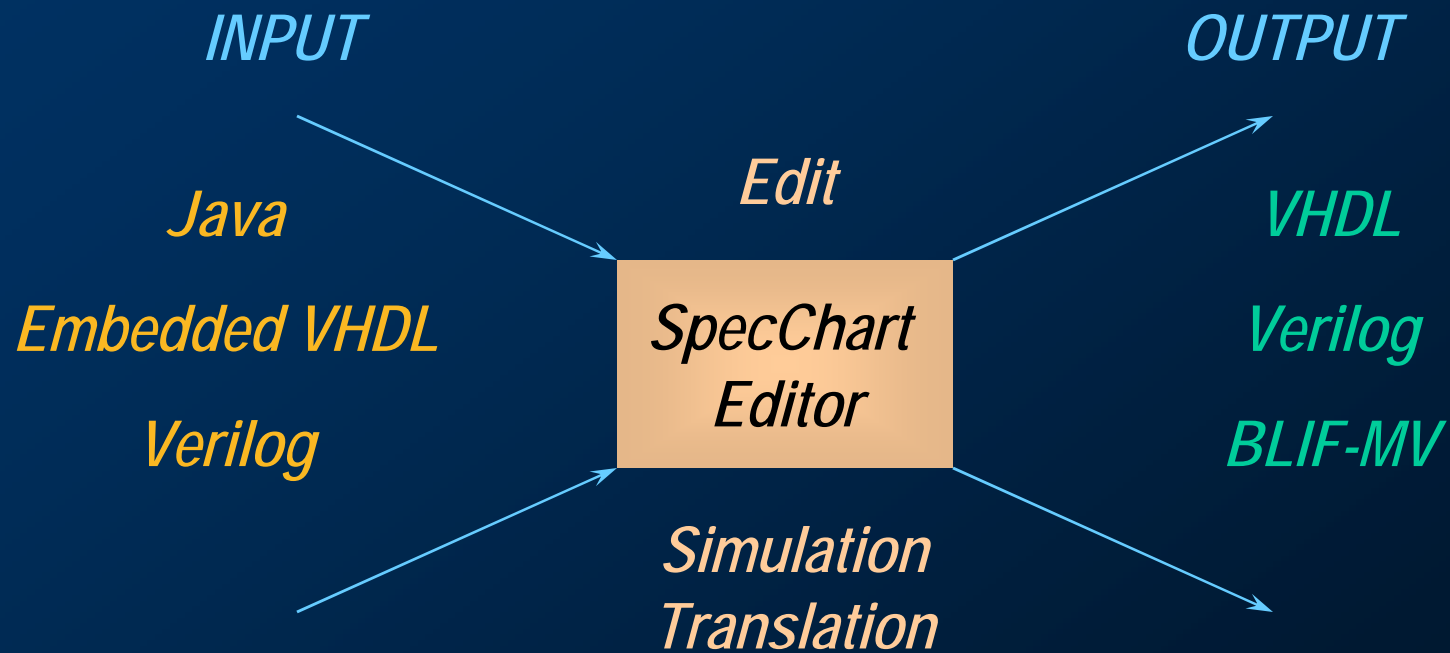 INPUT
OUTPUT
Java
Embedded VHDL
Verilog
Edit
SpecChart
Editor
Simulation
Translation
VHDL
Verilog
BLIF-MV